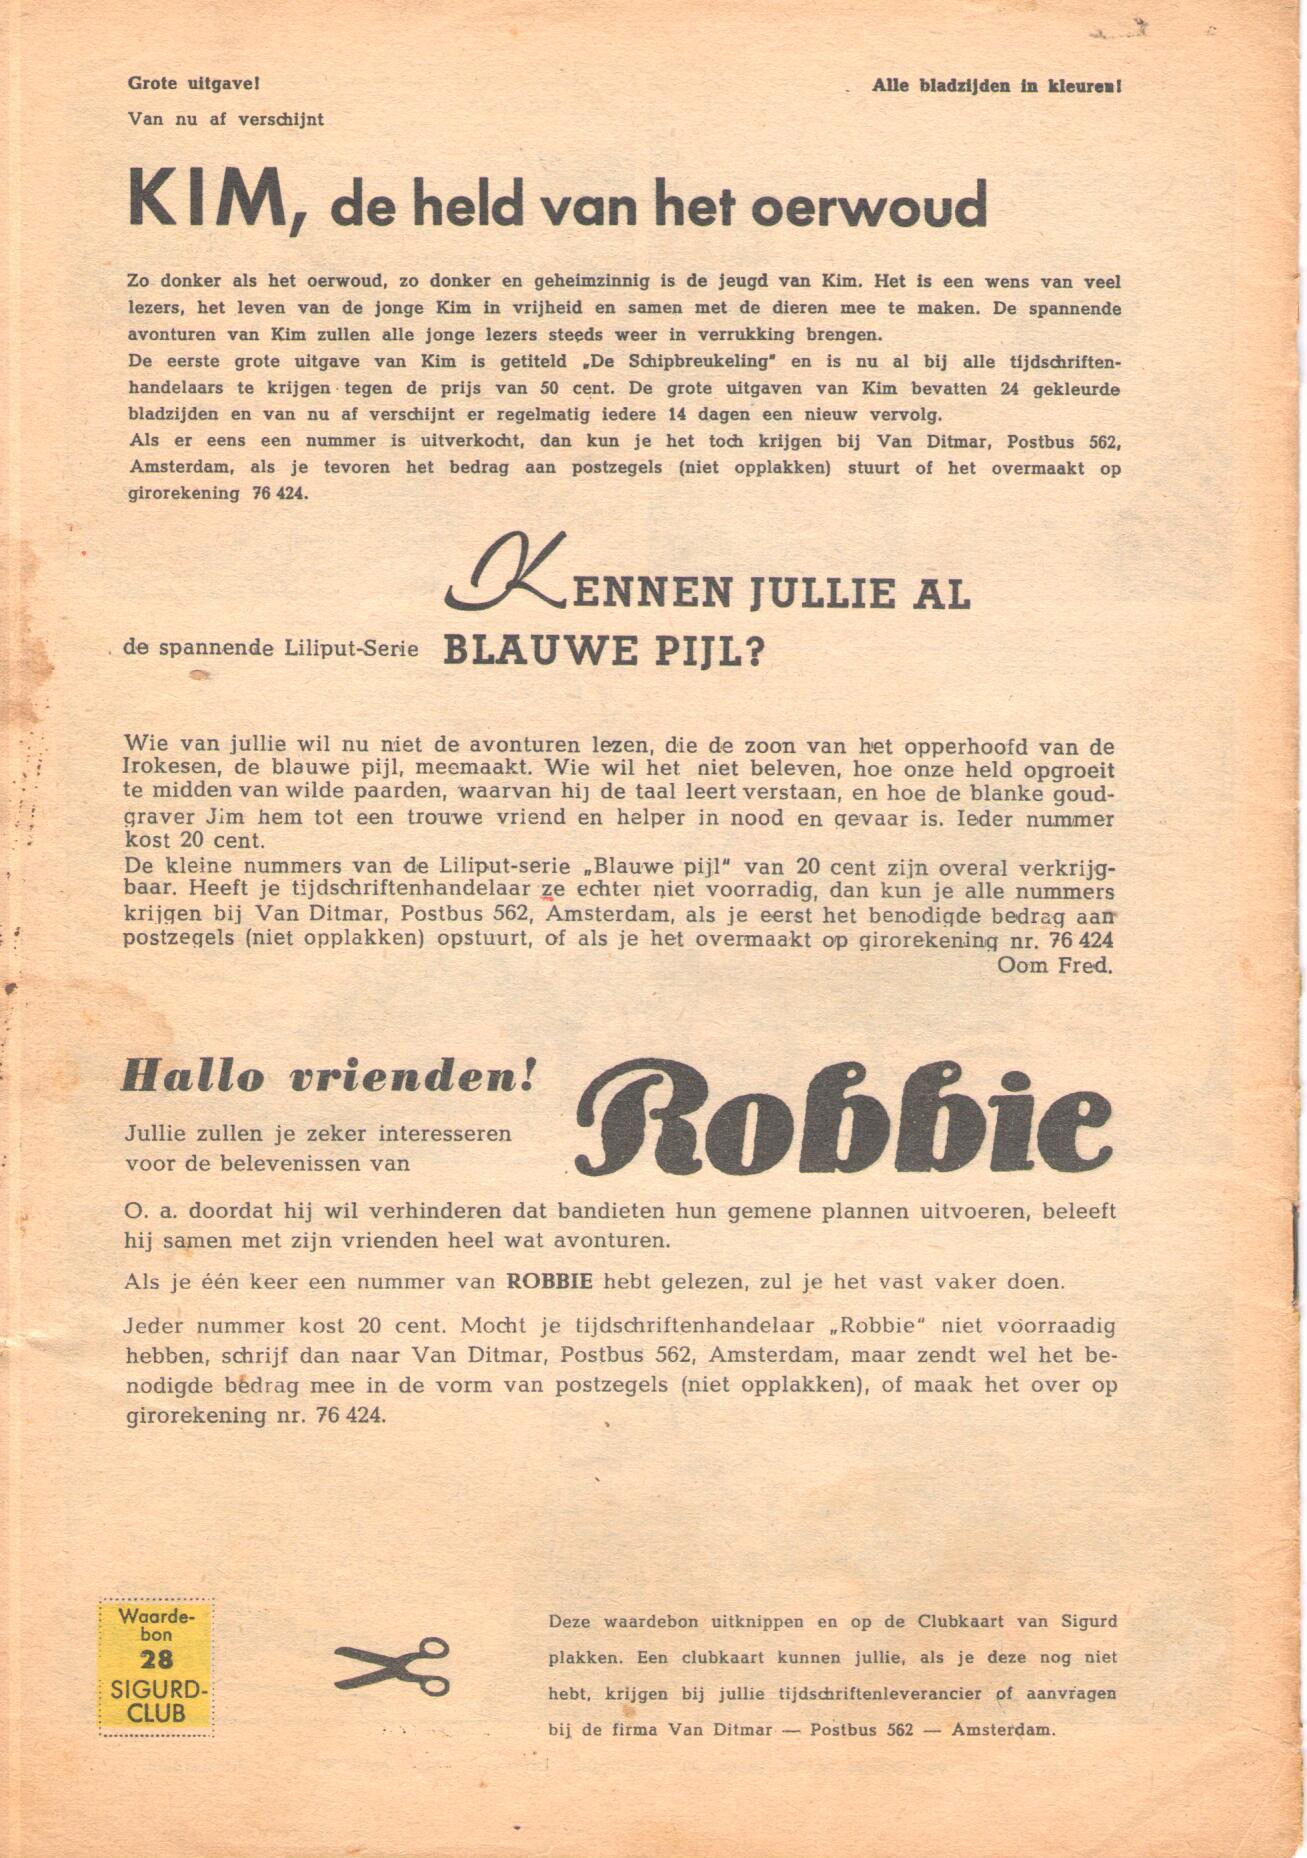 Grote uitgave!
Alle bladzijden in kleuren!
Van nu af verschijnt
KIM, de held van het oerwoud
Zo donker als het oerwoud, zo donker en geheimzinnig is de jeugd van Kim. Het is een wens van veel
lezers, het leven van de jonge Kim in vrijheid en samen met de dieren mee te maken. De spannende
avonturen van Kim zullen alle jonge lezers steeds weer in verrukking brengen.
De eerste grote uitgave van Kim is getiteld „De Schipbreukeling" en is nu al bij alle tijdschriften-
handelaars te krijgen tegen de prijs van 50 cent. De grote uitgaven van Kim bevatten 24 gekleurde
bladzijden en van nu af verschijnt er regelmatig iedere 14 dagen een nieuw vervolg.
Als er eens een nummer is uitverkocht, dan kun je het toch krijgen bij Van Ditmar, Postbus 562,
Amsterdam, als je tevoren het bedrag aan postzegels (niet opplakken) stuurt of het overmaakt op
girorekening 76 424.
KENNEN JULLIE AL
de spannende Liliput-Serie BLAUWE PIJL?
Wie van jullie wil nu niet de avonturen lezen, die de zoon van het opperhoofd van de
Irokesen, de blauwe pijl, meemaakt. Wie wil het niet beleven, hoe onze held opgroeit
te midden van wilde paarden, waarvan hij de taal leert verstaan, en hoe de blanke goud-
graver Jim hem tot een trouwe vriend en helper in nood en gevaar is. Ieder nummer
kost 20 cent.
De kleine nummers van de Liliput-serie „Blauwe pijl" van 20 cent zijn overal verkrijg-
baar. Heeft je tijdschriftenhandelaar ze echter niet voorradig, dan kun je alle nummers
krijgen bij Van Ditmar, Postbus 562, Amsterdam, als je eerst het benodigde bedrag aan
postzegels (niet opplakken) opstuurt, of als je het overmaakt op girorekening nr. 76 424
Oom Fred.
Hallo vrienden!
Robbie
Jullie zullen je zeker interesseren
voor de belevenissen van
O. a. doordat hij wil verhinderen dat bandieten hun gemene plannen uitvoeren, beleeft
hij samen met zijn vrienden heel wat avonturen.
Als je één keer een nummer van ROBBIE hebt gelezen, zul je het vast vaker doen.
Jeder nummer kost 20 cent. Mocht je tijdschriftenhandelaar „Robbie" niet voorraadig
hebben, schrijf dan naar Van Ditmar, Postbus 562, Amsterdam, maar zendt wel het be-
nodigde bedrag mee in de vorm van postzegels (niet opplakken), of maak het over op
girorekening nr. 76 424.
Waarde-
bon
28
SIGURD-
CLUB
Deze waardebon uitknippen en op de Clubkaart van Sigurd
plakken. Een clubkaart kunnen jullie, als je deze nog niet
hebt, krijgen bij jullie tijdschriftenleverancier of aanvragen
bij de firma Van Ditmar — Postbus 562 — Amsterdam.